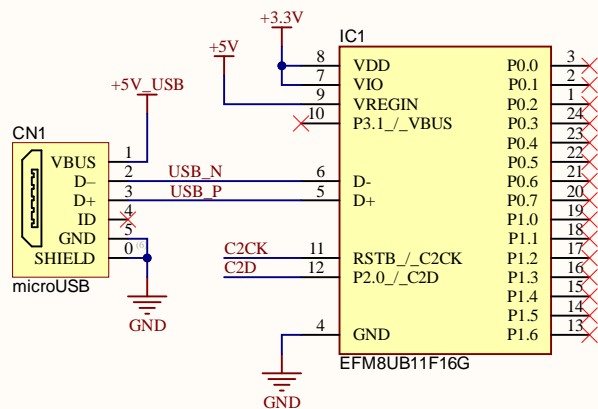 +3.3V
IC1
+5V
8 VDD P0.0 3
7 VIO P0.1 2
9 VREGIN P0.2 1
10 P3.1_/_VBUS P0.3 24
P0.4 23
P0.5 22
6 D- P0.6 21
5 D+ P0.7 20
P1.0 19
P1.1 18
11 RSTB_/_C2CK P1.2 17
12 P2.0_/_C2D P1.3 16
P1.4 15
P1.5 14
4 GND P1.6 13
EFM8UB11F16G
+5V_USB
CN1
VBUS 1
D− 2 USB_N
D+ 3 USB_P
ID 4
GND 5
SHIELD 0
microUSB
C2CK
C2D
GND
GND